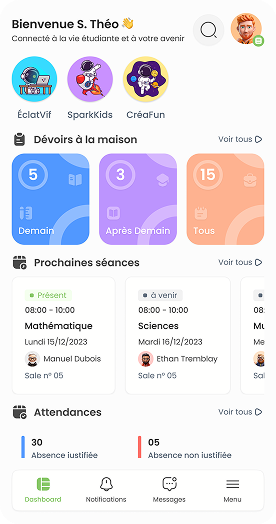 Bienvenue S. Théo 👋
Connecté à la vie étudiante et à votre avenir
ÉclatVif
SparkKids
CréaFun
Dévoirs à la maison
Voir tous
5
3
15
Demain
Après Demain
Tous
Prochaines séances
Voir tous
Présent
à venir
08:00 - 10:00
08:00 - 10:00
08
Mathématique
Sciences
Mu
Lundi 15/12/2023
Mardi 16/12/2023
Me
Manuel Dubois
Ethan Tremblay
Salle n° 05
Salle n° 05
Sa
Attendances
Voir tous
30
05
Absence justifiée
Absence non justifiée
Dashboard
Notifications
Messages
Menu